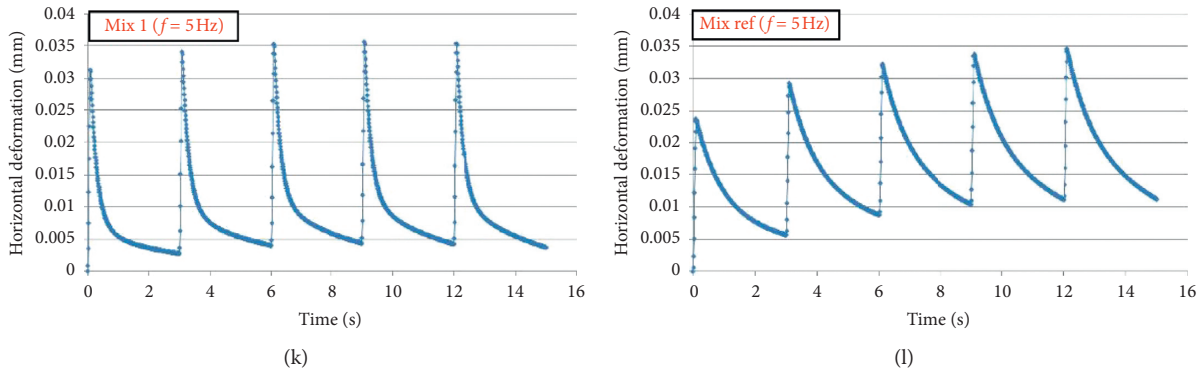 Mix 1 (f = 5 Hz)
Horizontal deformation (mm)
0.04
0.035
0.03
0.025
0.02
0.015
0.01
0.005
0
0 2 4 6 8 10 12 14 16
Time (s)
(k)
Mix ref (f = 5 Hz)
Horizontal deformation (mm)
0.04
0.035
0.03
0.025
0.02
0.015
0.01
0.005
0
0 2 4 6 8 10 12 14 16
Time (s)
(l)